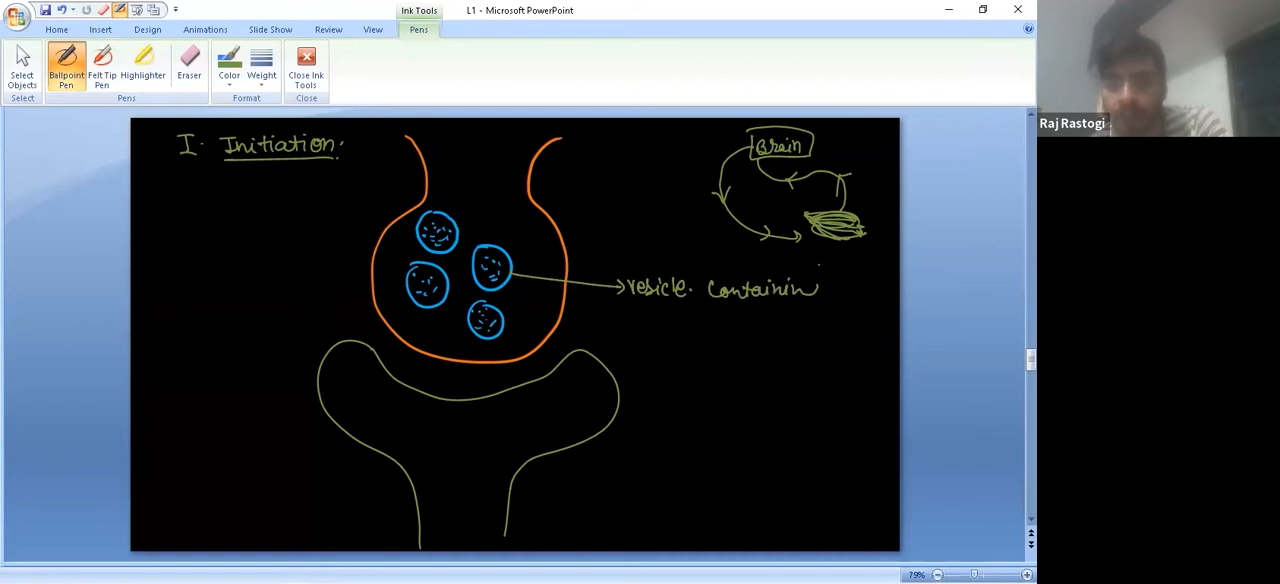 Ink Tools
L1 - Microsoft PowerPoint
Home Insert Design Animations Slide Show Review View Pens
Select Objects
Ballpoint Pen
Felt Tip Pen
Highlighter
Eraser
Color
Weight
Close Ink Tools
Select
Pens
Format
Close
Raj Rastogi
I. Initiation:
Brain
vesicle. containin
79%